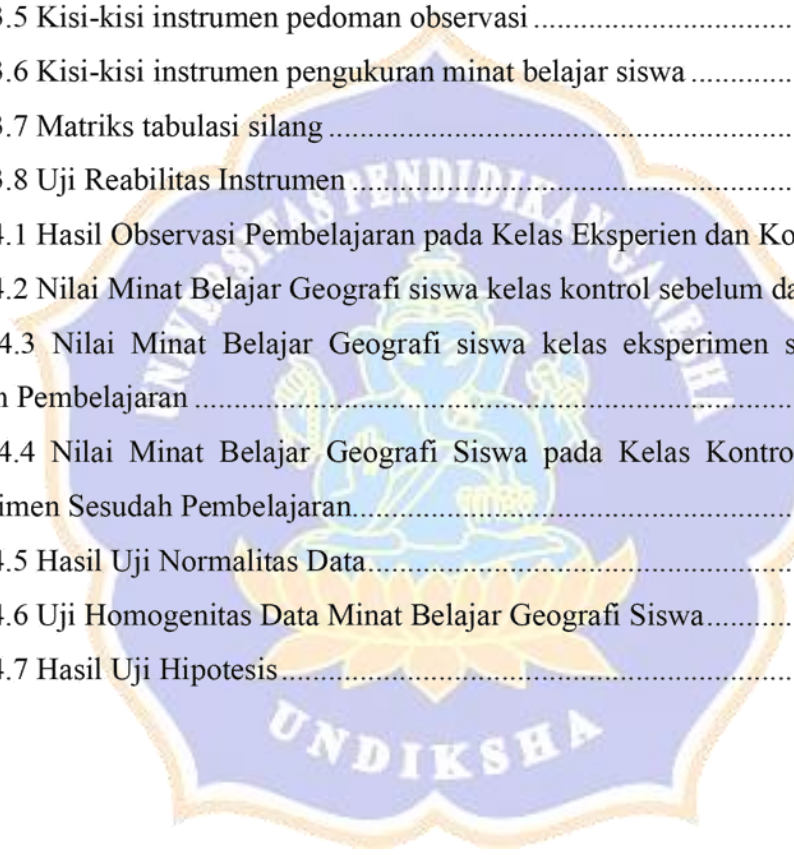 3.5 Kisi-kisi instrumen pedoman observasi
3.6 Kisi-kisi instrumen pengukuran minat belajar siswa
3.7 Matriks tabulasi silang
3.8 Uji Reabilitas Instrumen
4.1 Hasil Observasi Pembelajaran pada Kelas Eksperien dan Ko
4.2 Nilai Minat Belajar Geografi siswa kelas kontrol sebelum da
4.3 Nilai Minat Belajar Geografi siswa kelas eksperimen s
n Pembelajaran
4.4 Nilai Minat Belajar Geografi Siswa pada Kelas Kontro
imen Sesudah Pembelajaran
4.5 Hasil Uji Normalitas Data
4.6 Uji Homogenitas Data Minat Belajar Geografi Siswa
4.7 Hasil Uji Hipotesis
UNIVERSITAS PENDIDIKAN GANESHA
UNDIKSHA